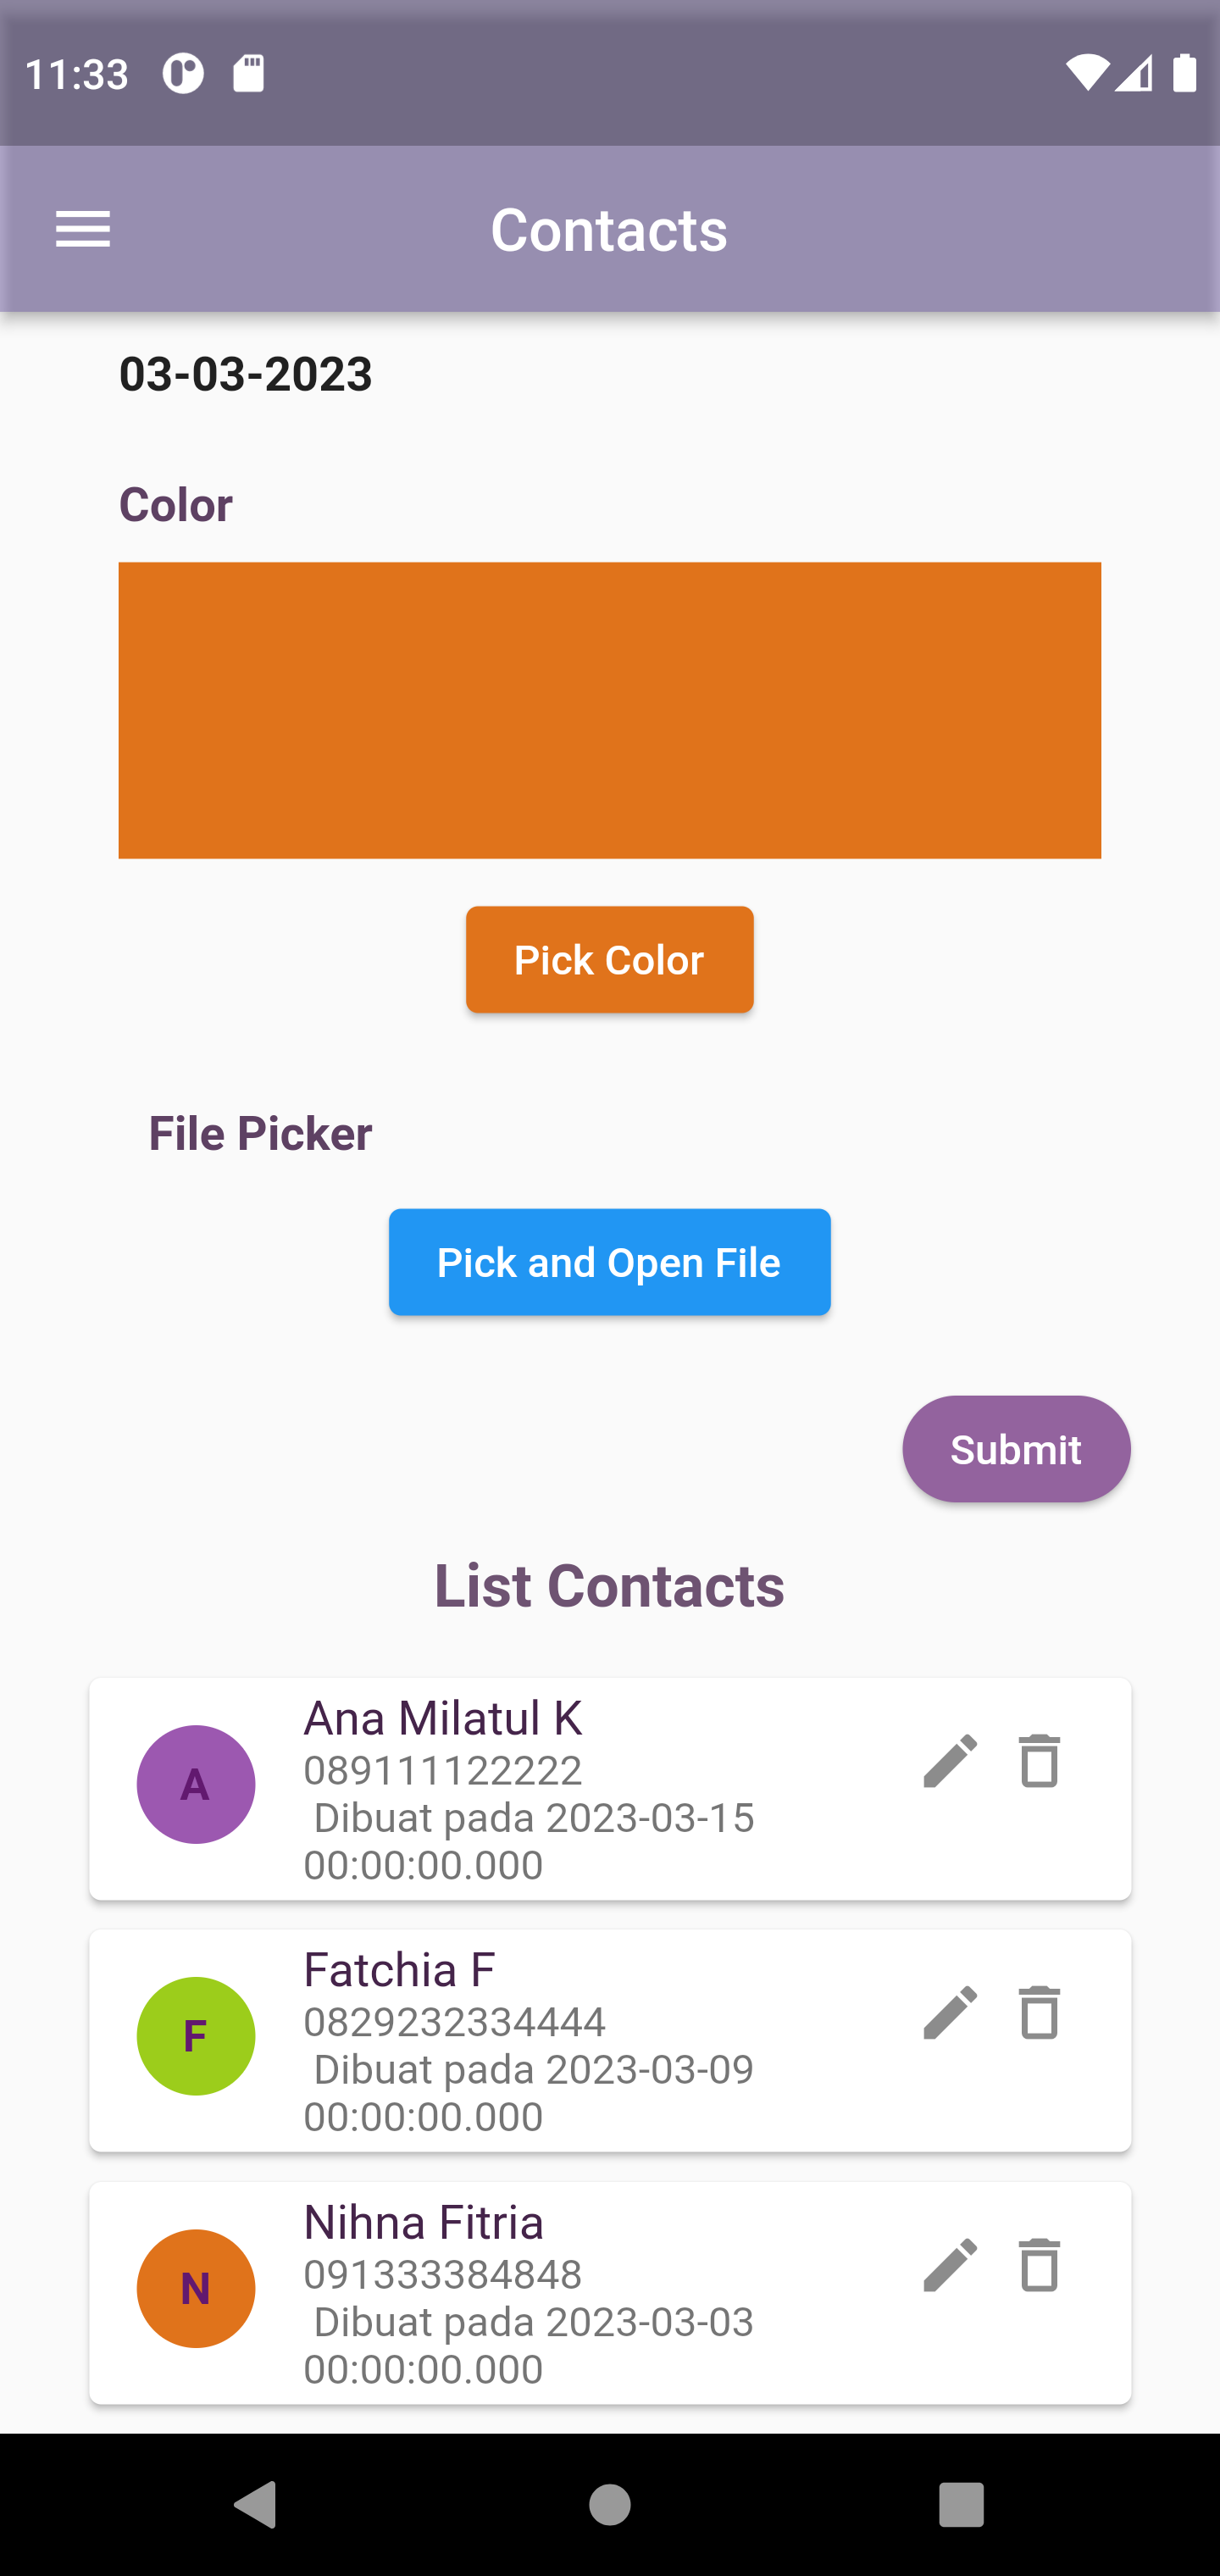 11:33
Contacts
03-03-2023
Color
Pick Color
File Picker
Pick and Open File
Submit
List Contacts
A
Ana Milatul K
089111122222
Dibuat pada 2023-03-15
00:00:00.000
F
Fatchia F
0829232334444
Dibuat pada 2023-03-09
00:00:00.000
N
Nihna Fitria
091333384848
Dibuat pada 2023-03-03
00:00:00.000